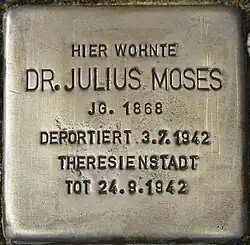 HIER WOHNTE
DR. JULIUS MOSES
JG. 1868
DEPORTIERT 3.7.1942
THERESIENSTADT
TOT 24.9.1942